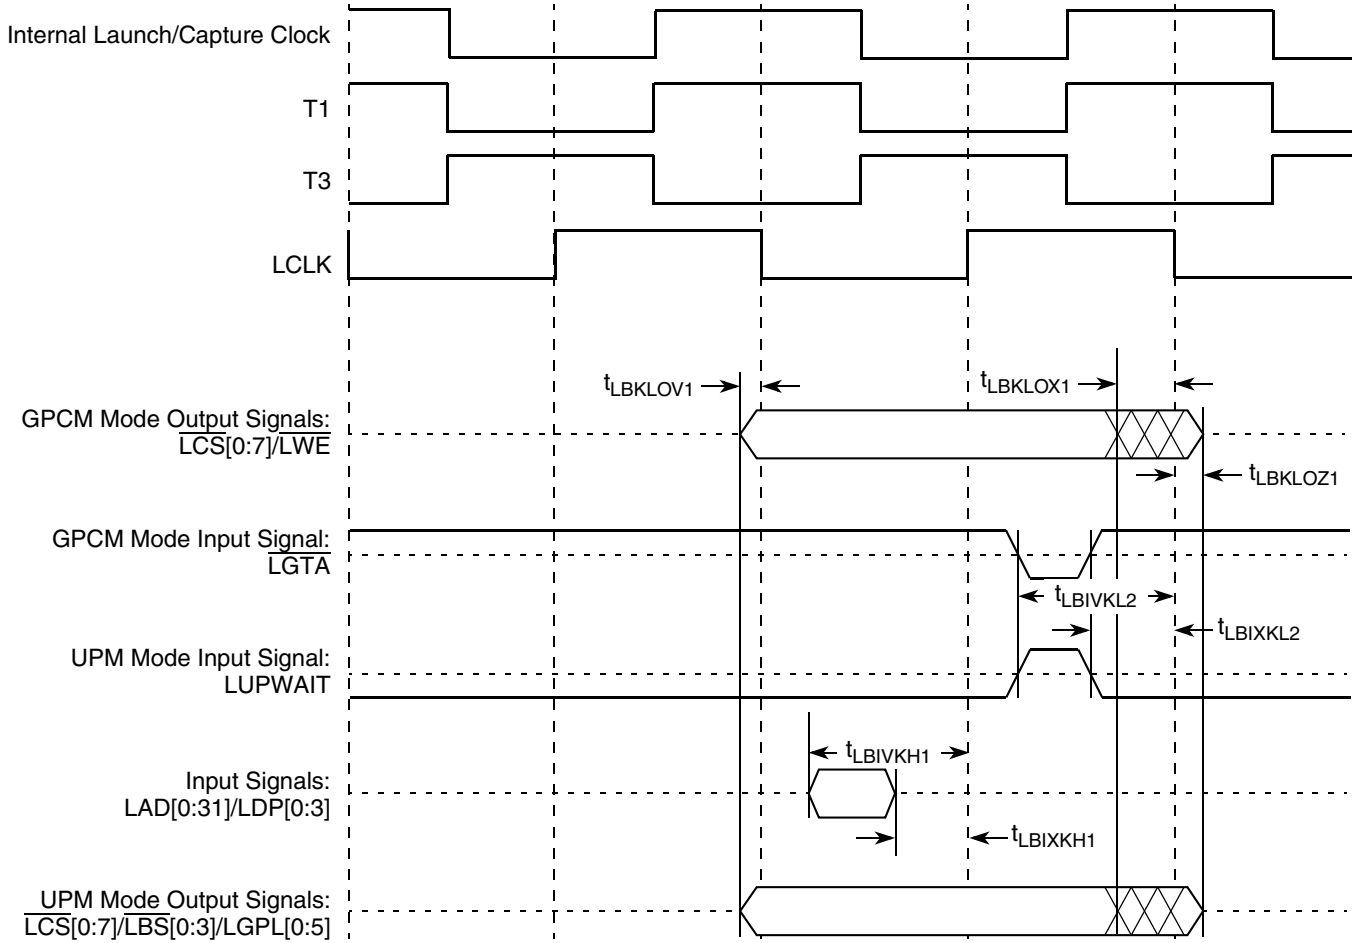 Internal Launch/Capture Clock
T1
T3
LCLK
tLBKLOV1
tLBKLOX1
GPCM Mode Output Signals:
LCS[0:7]/LWE
tLBKLOZ1
GPCM Mode Input Signal:
LGTA
tLBIVKL2
tLBIXKL2
UPM Mode Input Signal:
LUPWAIT
tLBIVKH1
Input Signals:
LAD[0:31]/LDP[0:3]
tLBIXKH1
UPM Mode Output Signals:
LCS[0:7]/LBS[0:3]/LGPL[0:5]